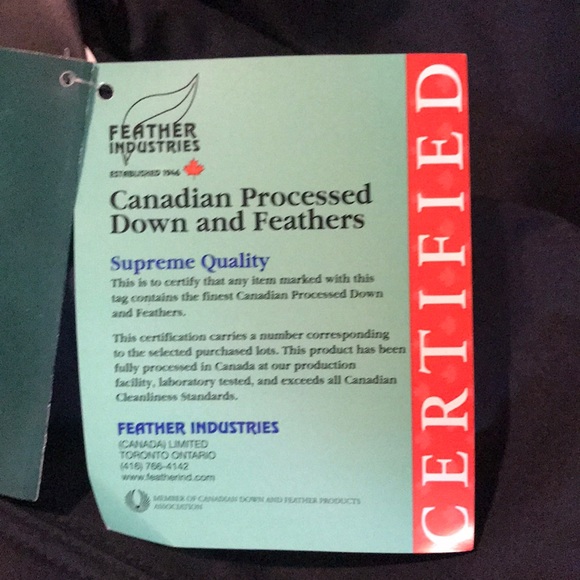 FEATHER
INDUSTRIES
ESTABLISHED 1946
Canadian Processed
Down and Feathers
Supreme Quality
This is to certify that any item marked with this
tag contains the finest Canadian Processed Down
and Feathers.
This certification carries a number corresponding
to the selected purchased lots. This product has been
fully processed in Canada at our production
facility, laboratory tested, and exceeds all Canadian
Cleanliness Standards.
FEATHER INDUSTRIES
(CANADA) LIMITED
TORONTO ONTARIO
(416) 766-4142
www.featherind.com
MEMBER OF CANADIAN DOWN AND FEATHER PRODUCTS
ASSOCIATION
CERTIFIED